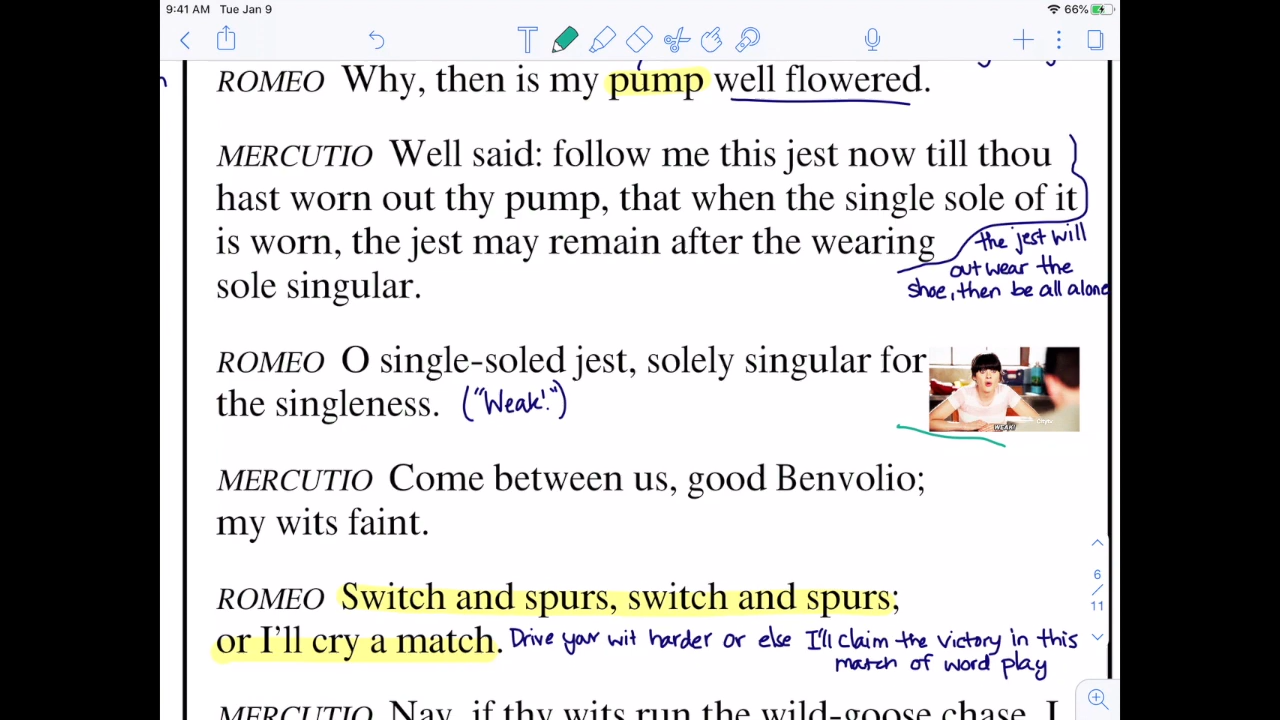 9:41 AM Tue Jan 9
66%
ROMEO Why, then is my pump well flowered.
MERCUTIO Well said: follow me this jest now till thou
hast worn out thy pump, that when the single sole of it
is worn, the jest may remain after the wearing
sole singular.
the jest will
out wear the
shoe, then be all alone
ROMEO O single-soled jest, solely singular for
the singleness. ("Weak!")
WEAK!
MERCUTIO Come between us, good Benvolio;
my wits faint.
ROMEO Switch and spurs, switch and spurs;
or I'll cry a match. Drive your wit harder or else I'll claim the victory in this
match of word play
6
/
11
MERCUTIO Nay, if thy wits run the wild-goose chase, I